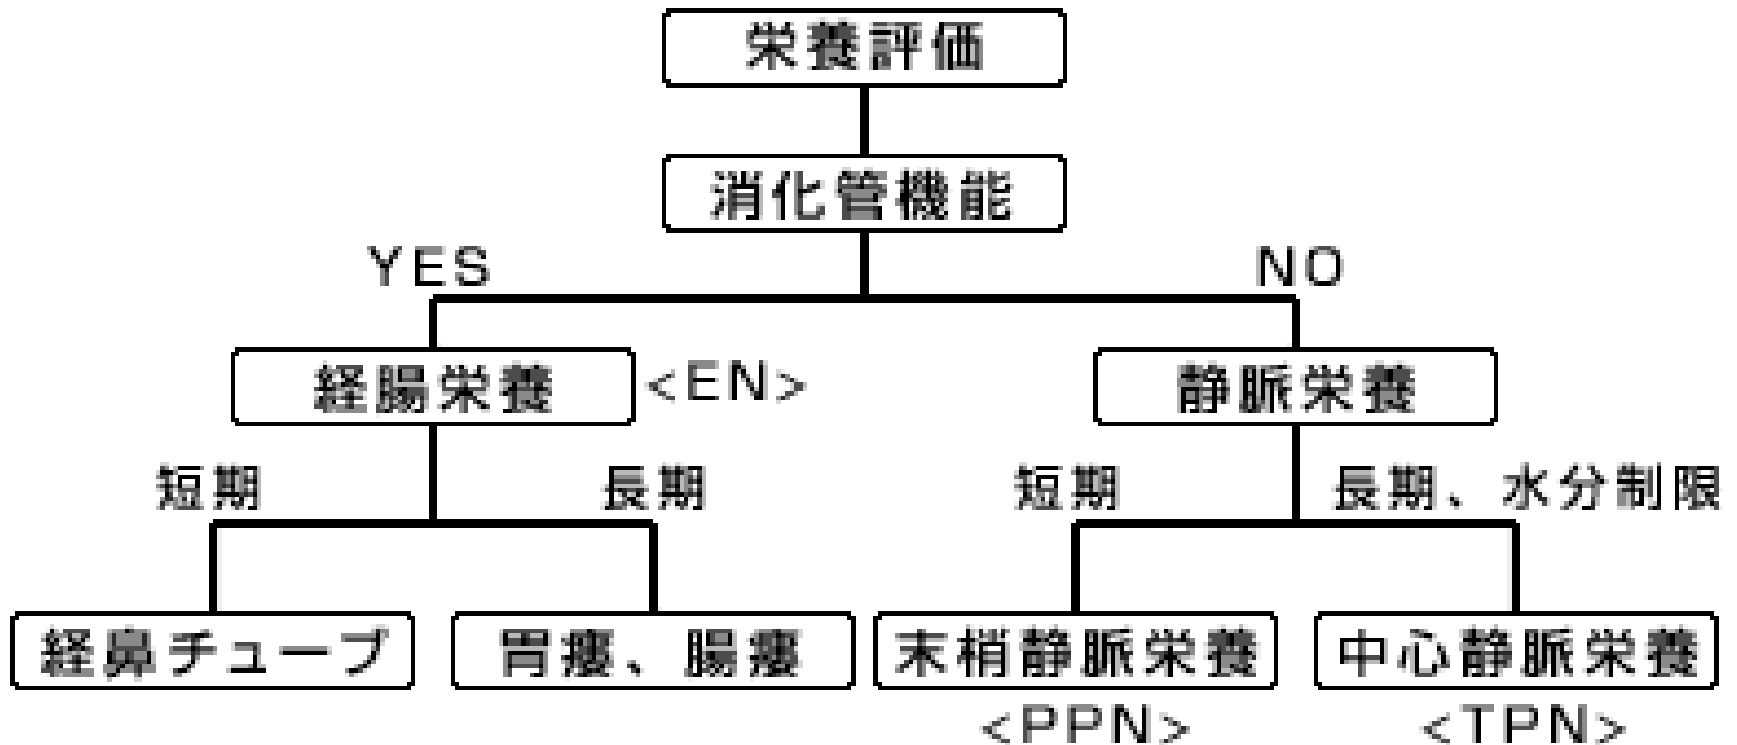 栄養評価
消化管機能
YES
NO
経腸栄養
<EN>
静脈栄養
短期
長期
短期
長期、水分制限
経鼻チューブ
胃瘻、腸瘻
末梢静脈栄養
中心静脈栄養
<PPN>
<TPN>